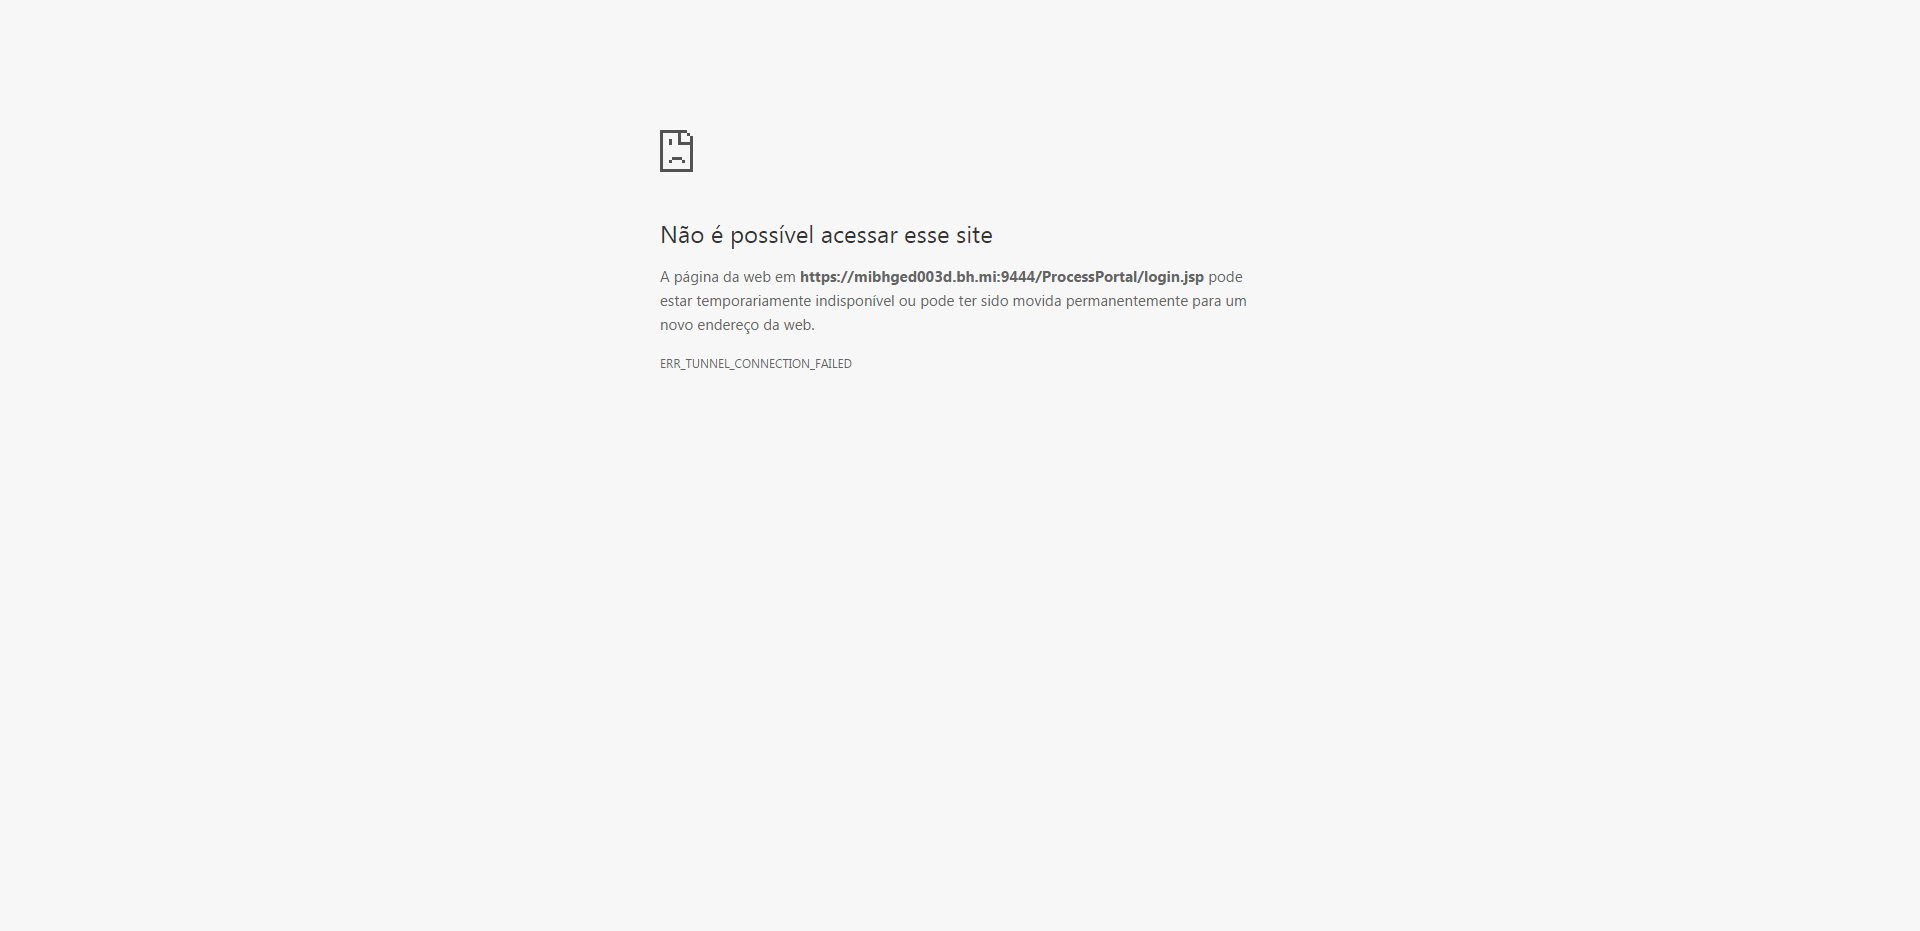 Não é possível acessar esse site
A página da web em https://mibhged003d.bh.mi:9444/ProcessPortal/login.jsp pode
estar temporariamente indisponível ou pode ter sido movida permanentemente para um
novo endereço da web.
ERR_TUNNEL_CONNECTION_FAILED